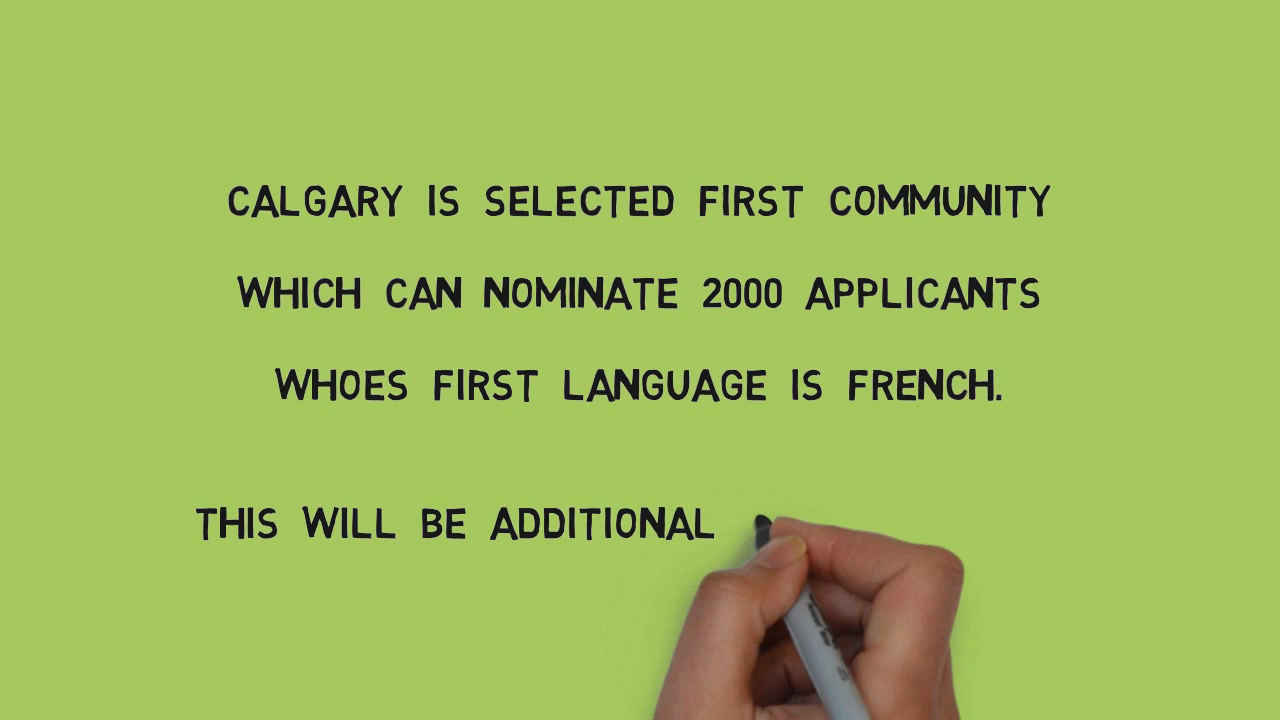 CALGARY IS SELECTED FIRST COMMUNITY
WHICH CAN NOMINATE 2000 APPLICANTS
WHOES FIRST LANGUAGE IS FRENCH.
THIS WILL BE ADDITIONAL